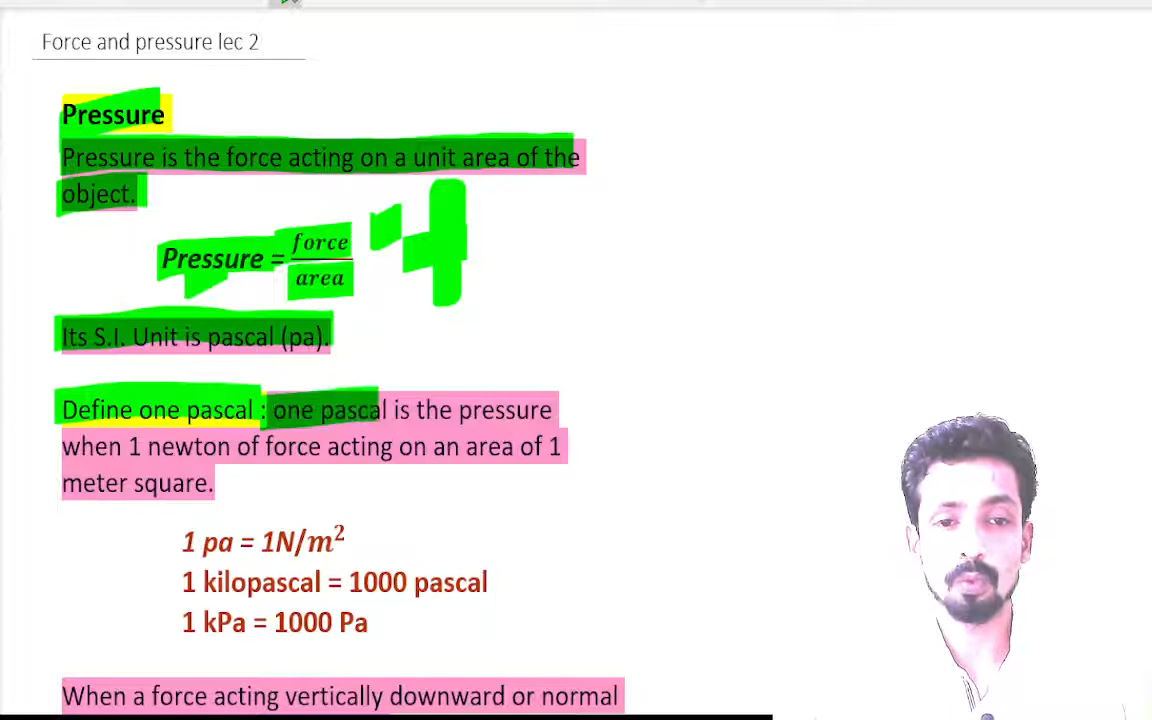 Force and pressure lec 2
Pressure
Pressure is the force acting on a unit area of the
object.
Pressure = force/area
Its S.I. Unit is pascal (pa).
Define one pascal : one pascal is the pressure
when 1 newton of force acting on an area of 1
meter square.
1 pa = 1N/m²
1 kilopascal = 1000 pascal
1 kPa = 1000 Pa
When a force acting vertically downward or normal